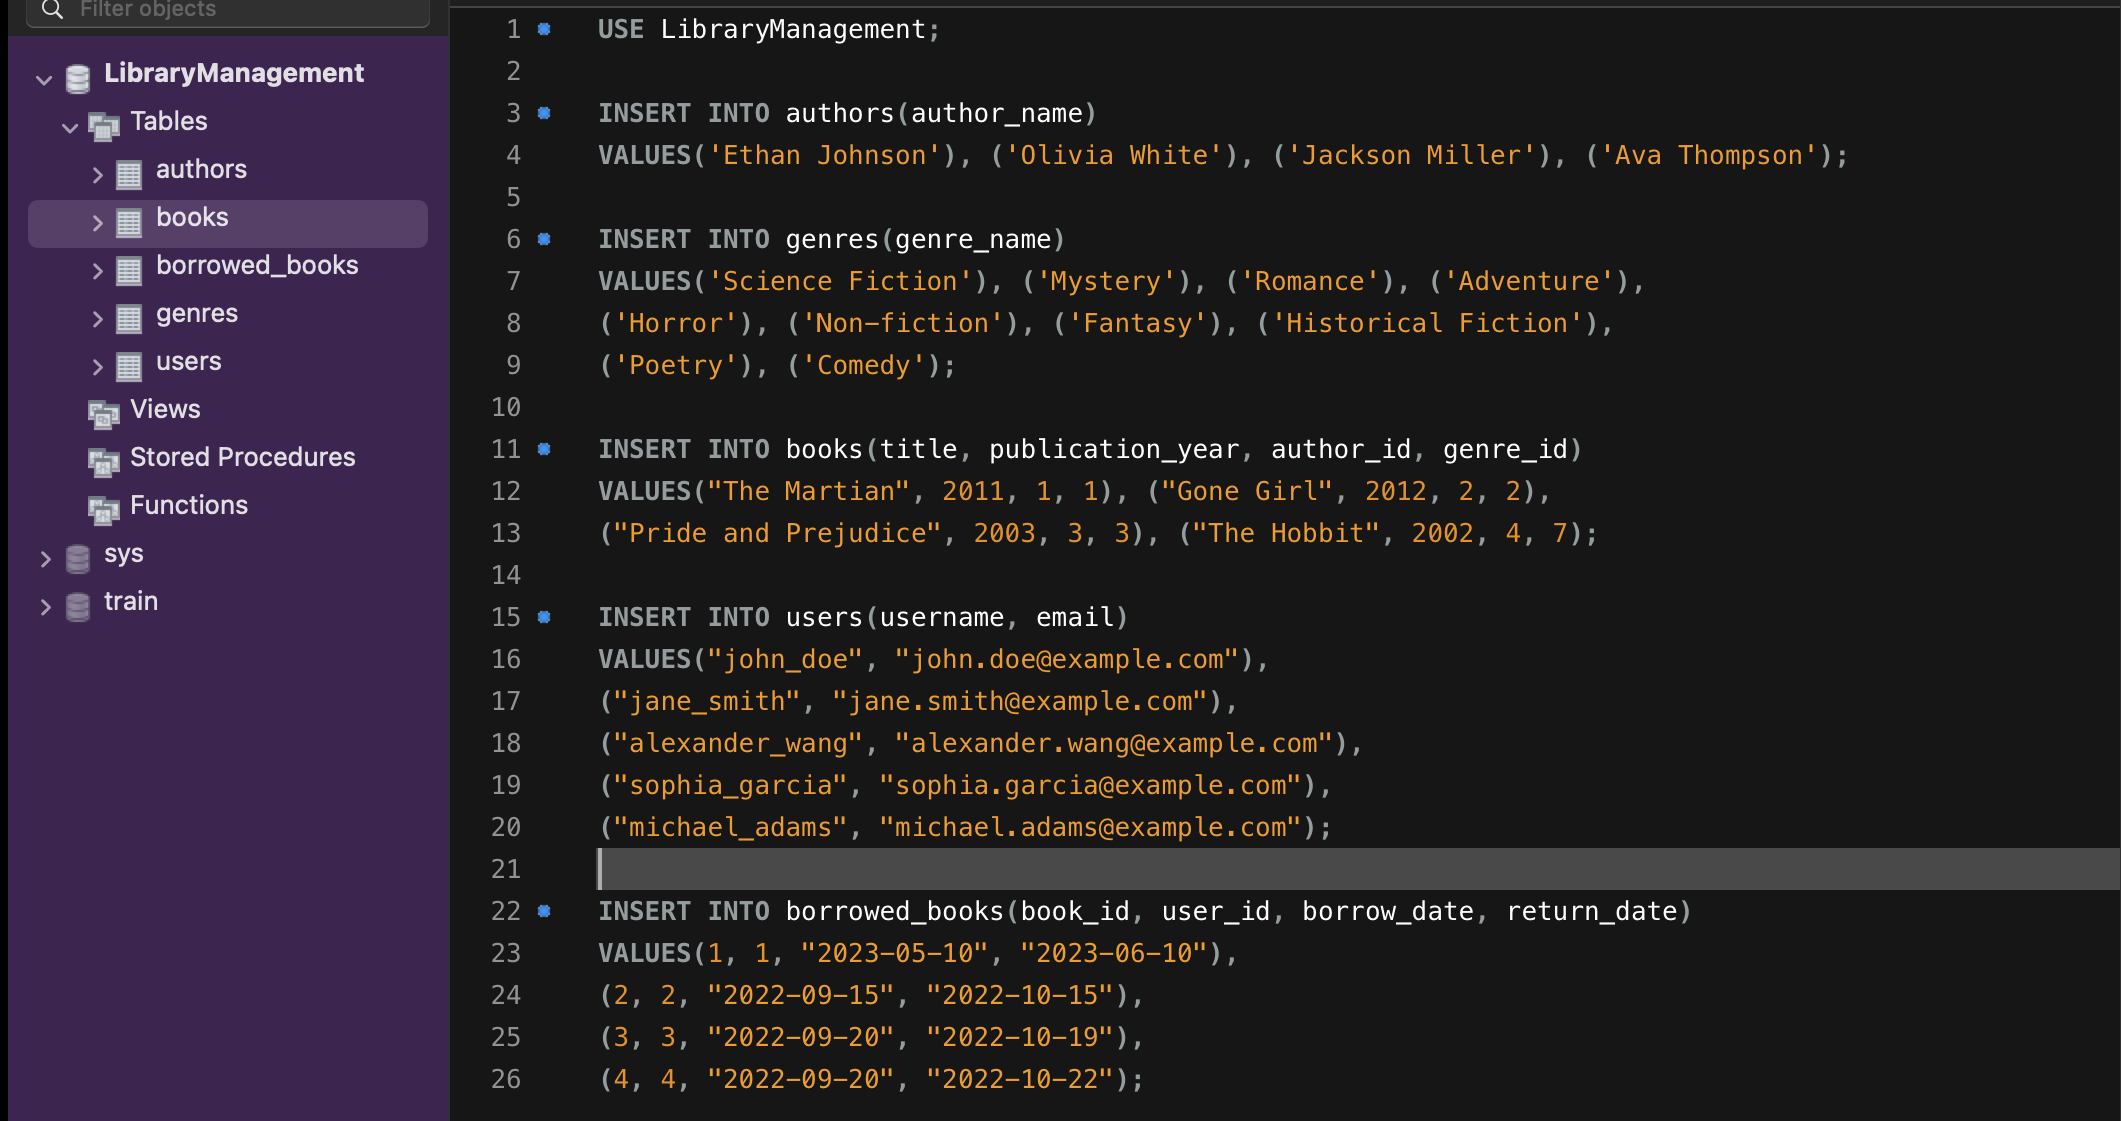 Filter objects
LibraryManagement
Tables
authors
books
borrowed_books
genres
users
Views
Stored Procedures
Functions
sys
train
1 USE LibraryManagement;
2
3 INSERT INTO authors(author_name)
4 VALUES('Ethan Johnson'), ('Olivia White'), ('Jackson Miller'), ('Ava Thompson');
5
6 INSERT INTO genres(genre_name)
7 VALUES('Science Fiction'), ('Mystery'), ('Romance'), ('Adventure'),
8 ('Horror'), ('Non-fiction'), ('Fantasy'), ('Historical Fiction'),
9 ('Poetry'), ('Comedy');
10
11 INSERT INTO books(title, publication_year, author_id, genre_id)
12 VALUES("The Martian", 2011, 1, 1), ("Gone Girl", 2012, 2, 2),
13 ("Pride and Prejudice", 2003, 3, 3), ("The Hobbit", 2002, 4, 7);
14
15 INSERT INTO users(username, email)
16 VALUES("john_doe", "john.doe@example.com"),
17 ("jane_smith", "jane.smith@example.com"),
18 ("alexander_wang", "alexander.wang@example.com"),
19 ("sophia_garcia", "sophia.garcia@example.com"),
20 ("michael_adams", "michael.adams@example.com");
21
22 INSERT INTO borrowed_books(book_id, user_id, borrow_date, return_date)
23 VALUES(1, 1, "2023-05-10", "2023-06-10"),
24 (2, 2, "2022-09-15", "2022-10-15"),
25 (3, 3, "2022-09-20", "2022-10-19"),
26 (4, 4, "2022-09-20", "2022-10-22");